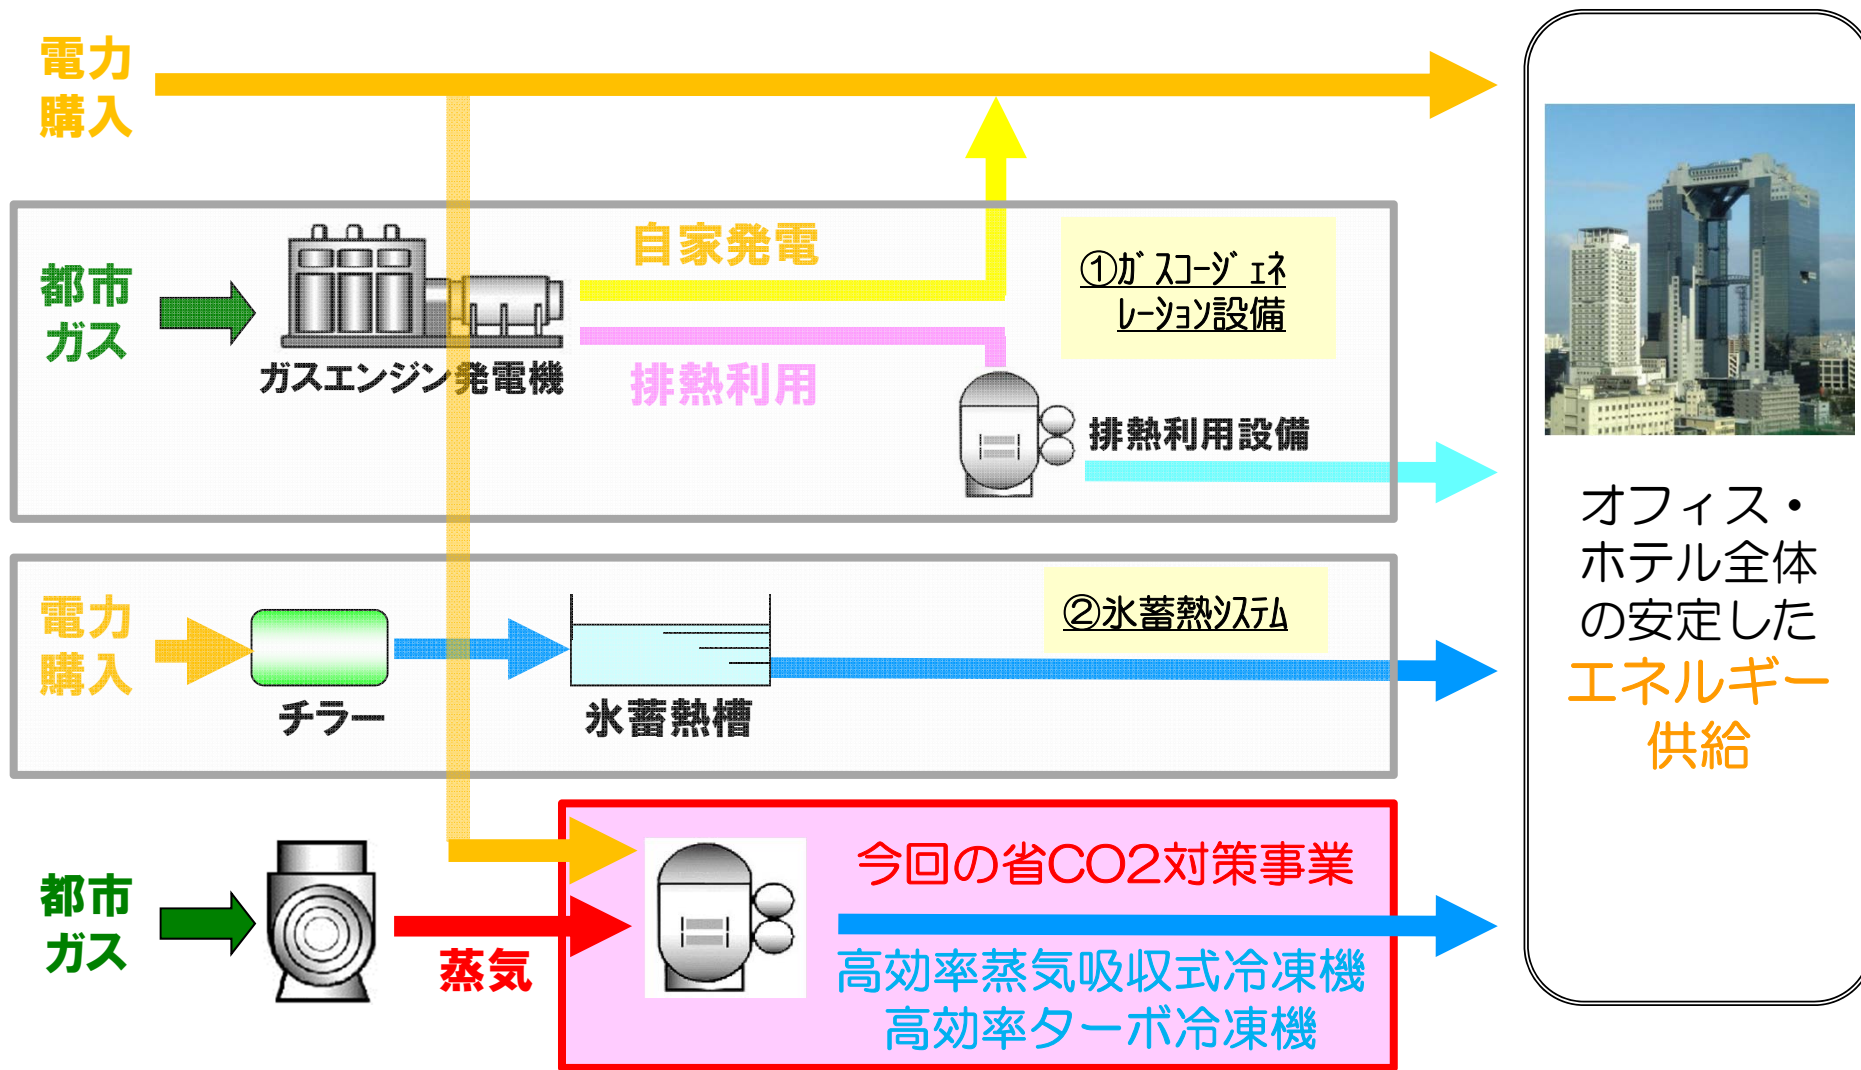 電力
購入
都市
ガス
ガスエンジン発電機
自家発電
排熱利用
①ｶﾞｽｺｰｼﾞｪﾈ
ﾚｰｼｮﾝ設備
排熱利用設備
電力
購入
チラー
氷蓄熱槽
②氷蓄熱ｼｽﾃﾑ
都市
ガス
蒸気
今回の省CO2対策事業
高効率蒸気吸収式冷凍機
高効率ターボ冷凍機
オフィス・
ホテル全体
の安定した
エネルギー
供給